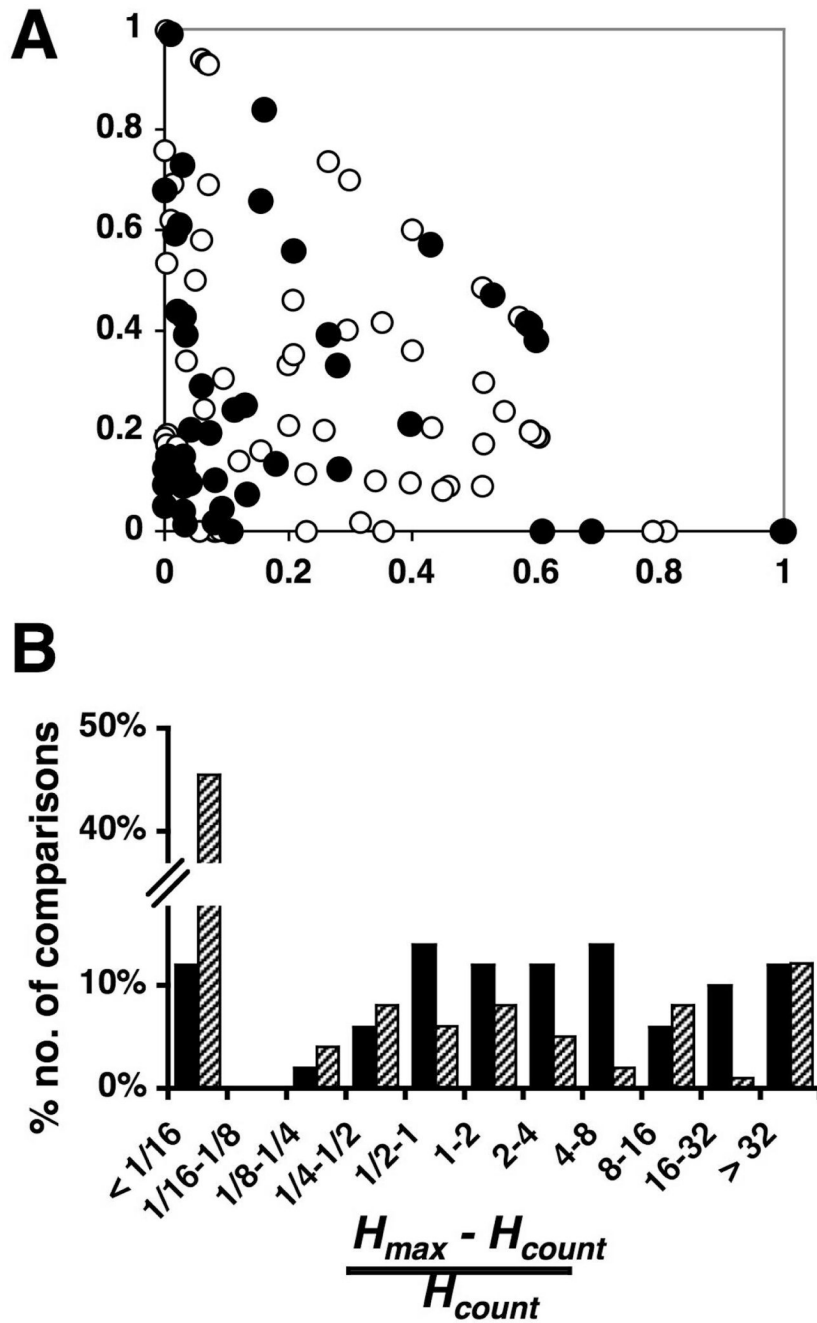 A
1
0.8
0.6
0.4
0.2
0
0 0.2 0.4 0.6 0.8 1
B
% no. of comparisons
50%
40%
10%
0%
< 1/16 1/16-1/8 1/8-1/4 1/4-1/2 1/2-1 1-2 2-4 4-8 8-16 16-32 > 32
Hmax - Hcount
Hcount